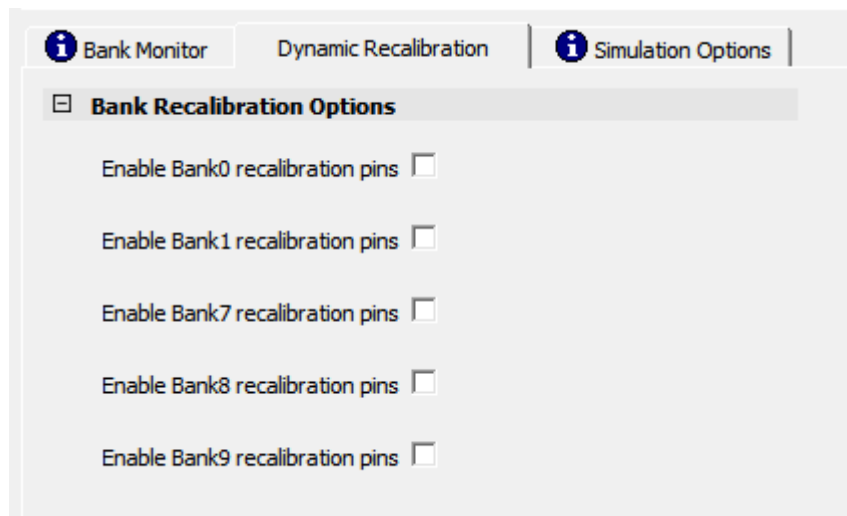 Bank Monitor Dynamic Recalibration Simulation Options
Bank Recalibration Options
Enable Bank0 recalibration pins
Enable Bank1 recalibration pins
Enable Bank7 recalibration pins
Enable Bank8 recalibration pins
Enable Bank9 recalibration pins